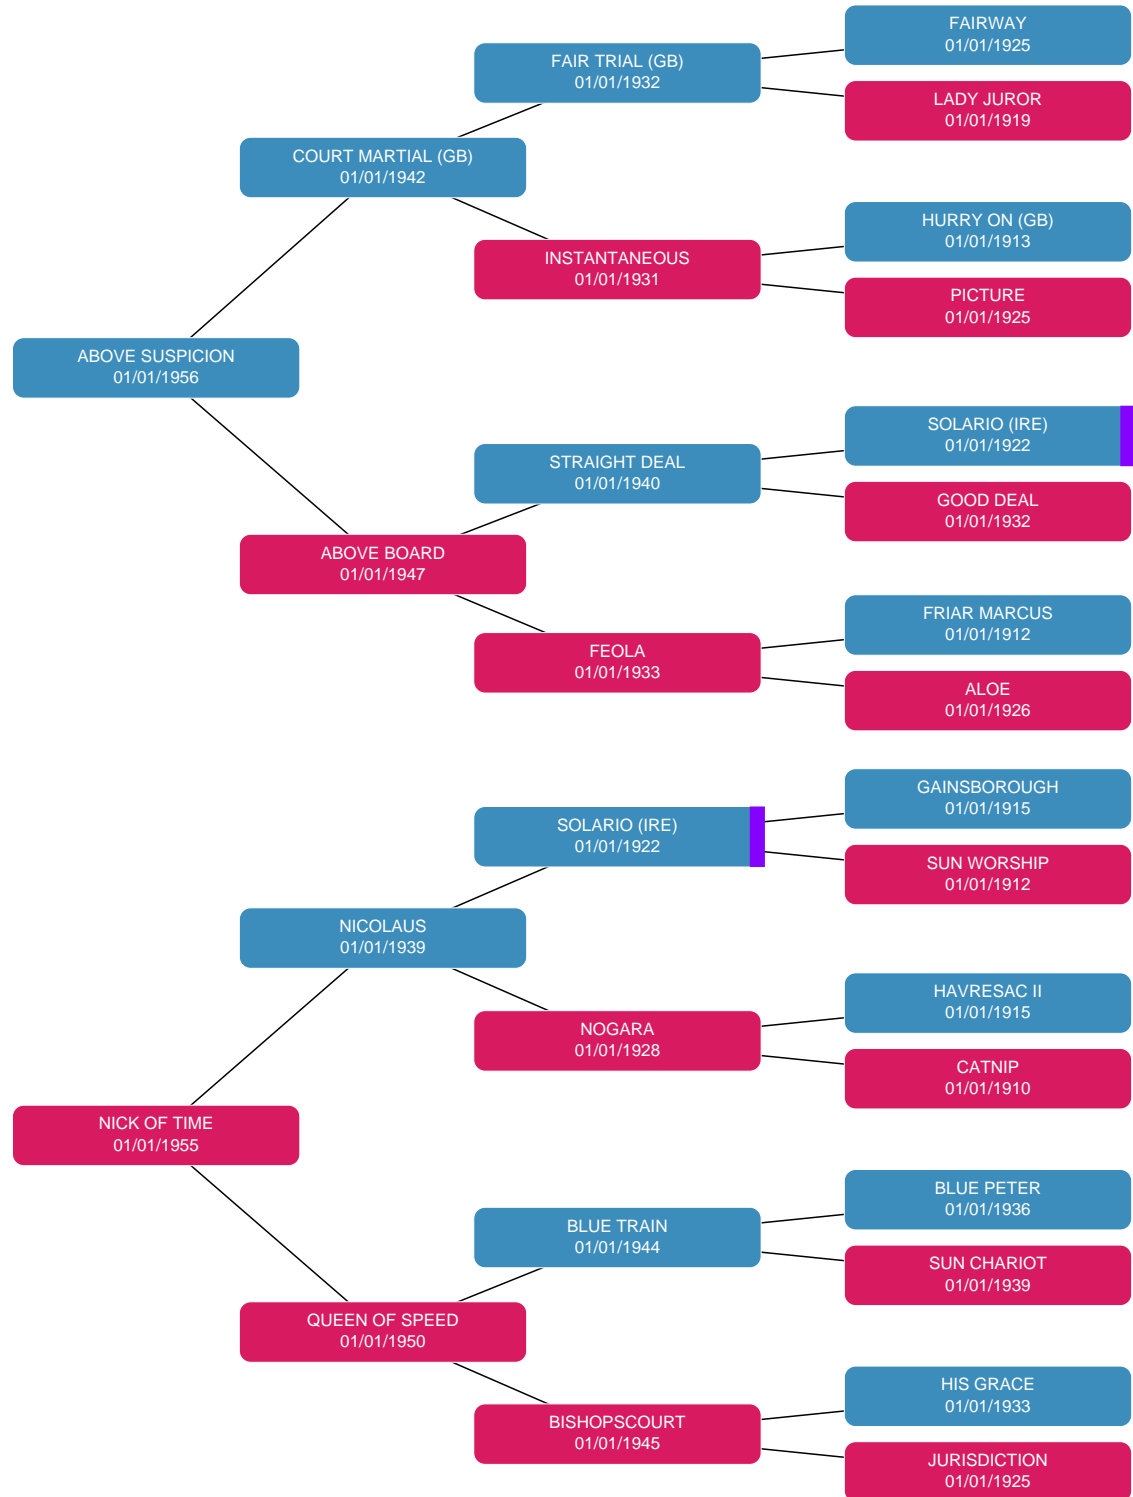 FAIRWAY
01/01/1925
FAIR TRIAL (GB)
01/01/1932
LADY JUROR
01/01/1919
COURT MARTIAL (GB)
01/01/1942
HURRY ON (GB)
01/01/1913
INSTANTANEOUS
01/01/1931
PICTURE
01/01/1925
ABOVE SUSPICION
01/01/1956
SOLARIO (IRE)
01/01/1922
STRAIGHT DEAL
01/01/1940
GOOD DEAL
01/01/1932
ABOVE BOARD
01/01/1947
FRIAR MARCUS
01/01/1912
FEOLA
01/01/1933
ALOE
01/01/1926
GAINSBOROUGH
01/01/1915
SOLARIO (IRE)
01/01/1922
SUN WORSHIP
01/01/1912
NICOLAUS
01/01/1939
HAVRESAC II
01/01/1915
NOGARA
01/01/1928
CATNIP
01/01/1910
NICK OF TIME
01/01/1955
BLUE PETER
01/01/1936
BLUE TRAIN
01/01/1944
SUN CHARIOT
01/01/1939
QUEEN OF SPEED
01/01/1950
HIS GRACE
01/01/1933
BISHOPSCOURT
01/01/1945
JURISDICTION
01/01/1925